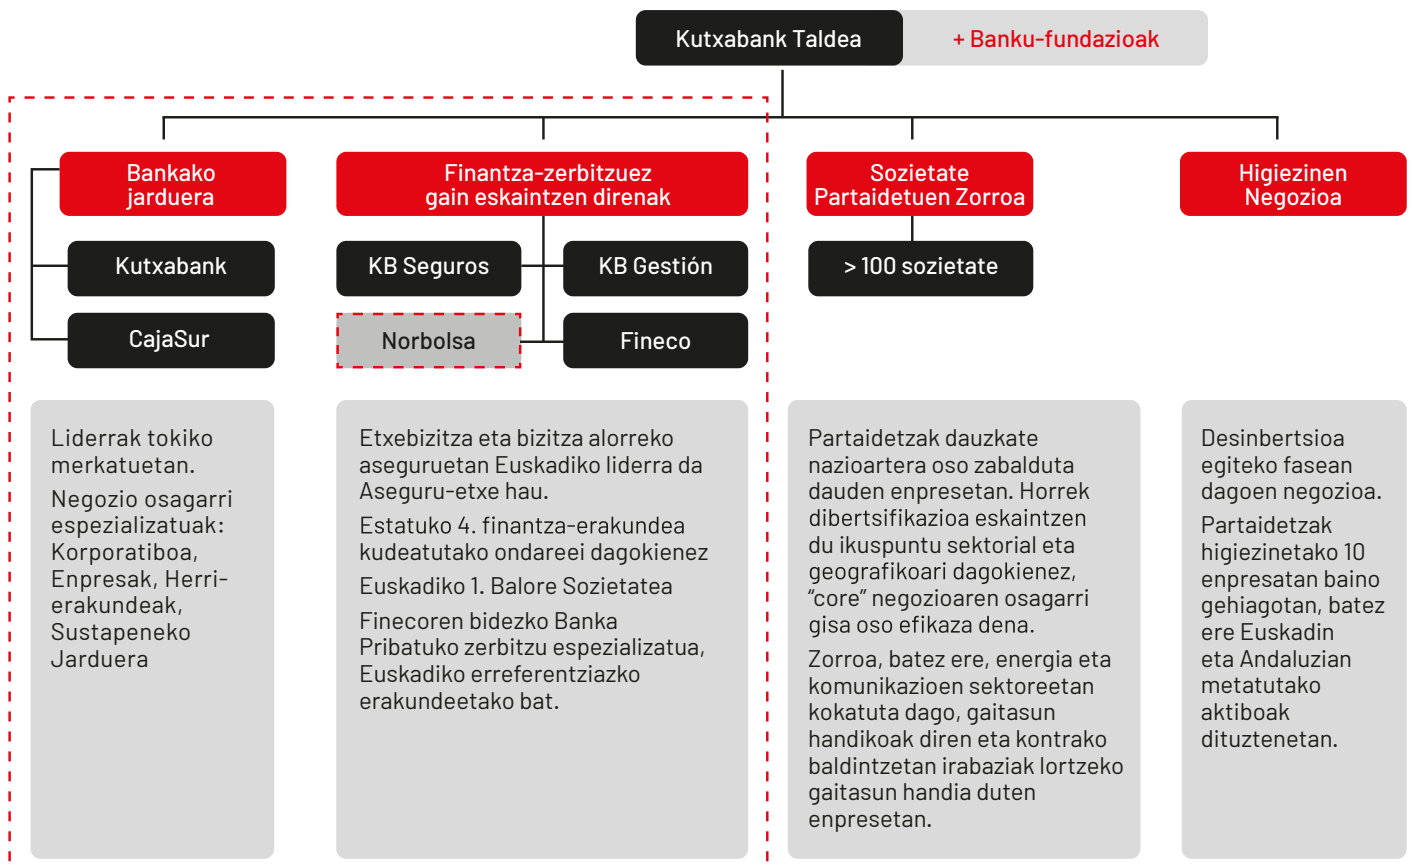 Kutxabank Taldea
+ Banku-fundazioak
Bankako
jarduera
Finantza-zerbitzuez
gain eskaintzen direnak
Sozietate
Partaidetuen Zorroa
Higiezinen
Negozioa
Kutxabank
KB Seguros
KB Gestión
> 100 sozietate
CajaSur
Norbolsa
Fineco
Liderrak tokiko
merkatuetan.
Negozio osagarri
espezializatuak:
Korporatiboa,
Enpresak, Herri-
erakundeak,
Sustapeneko
Jarduera
Etxebizitza eta bizitza alorreko
aseguruetan Euskadiko liderra da
Aseguru-etxe hau.
Estatuko 4. finantza-erakundea
kudeatutako ondareei dagokienez
Euskadiko 1. Balore Sozietatea
Finecoren bidezko Banka
Pribatuko zerbitzu espezializatua,
Euskadiko erreferentziazko
erakundeetako bat.
Partaidetzak dauzkate
nazioartera oso zabalduta
dauden enpresetan. Horrek
dibertsifikazioa eskaintzen
du ikuspuntu sektorial eta
geografikoari dagokienez,
“core” negozioaren osagarri
gisa oso efikaza dena.
Zorroa, batez ere, energia eta
komunikazioen sektoreetan
kokatuta dago, gaitasun
handikoak diren eta kontrako
baldintzetan irabaziak lortzeko
gaitasun handia duten
enpresetan.
Desinbertsioa
egiteko fasean
dagoen negozioa.
Partaidetzak
higiezinetako 10
enpresatan baino
gehiagotan, batez
ere Euskadin
eta Andaluzian
metatutako
aktiboak
dituztenetan.